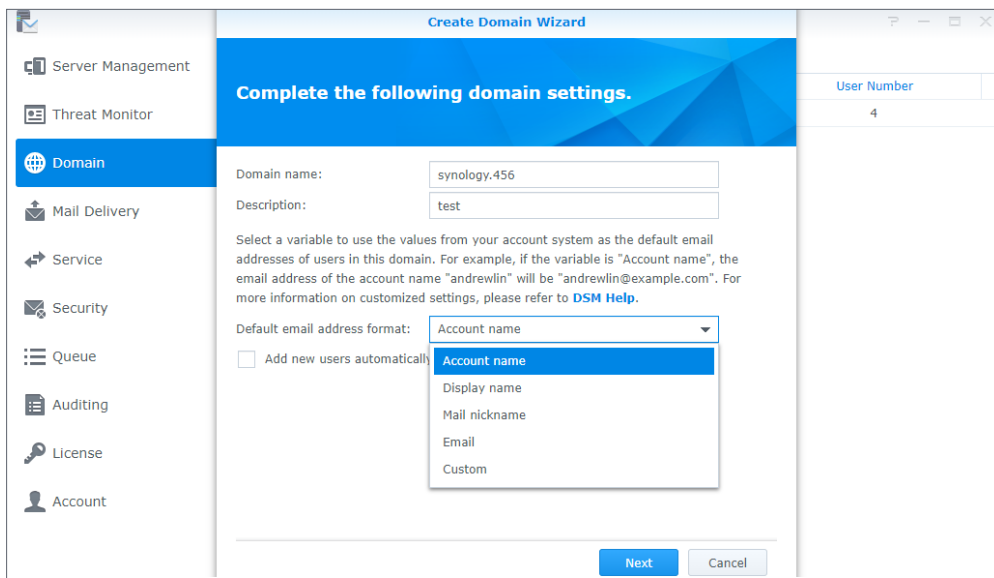 Create Domain Wizard
Server Management
Threat Monitor
Domain
Mail Delivery
Service
Security
Queue
Auditing
License
Account
Complete the following domain settings.
Domain name:
synology.456
Description:
test
Select a variable to use the values from your account system as the default email
addresses of users in this domain. For example, if the variable is "Account name", the
email address of the account name "andrewlin" will be "andrewlin@example.com". For
more information on customized settings, please refer to DSM Help.
Default email address format:
Account name
Add new users automatically
Account name
Display name
Mail nickname
Email
Custom
Next
Cancel
?
User Number
4